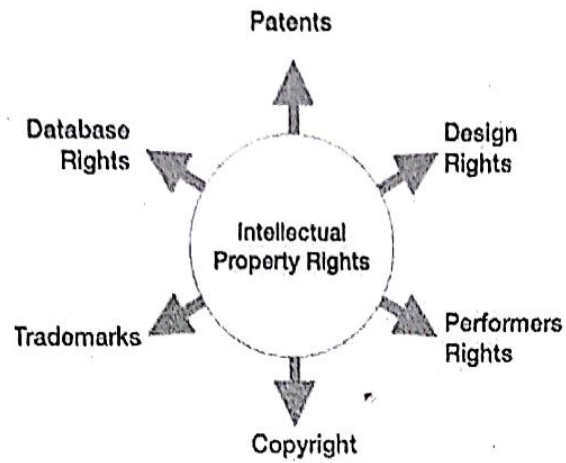 Patents
Database
Rights
Design
Rights
Intellectual
Property Rights
Trademarks
Performers
Rights
Copyright